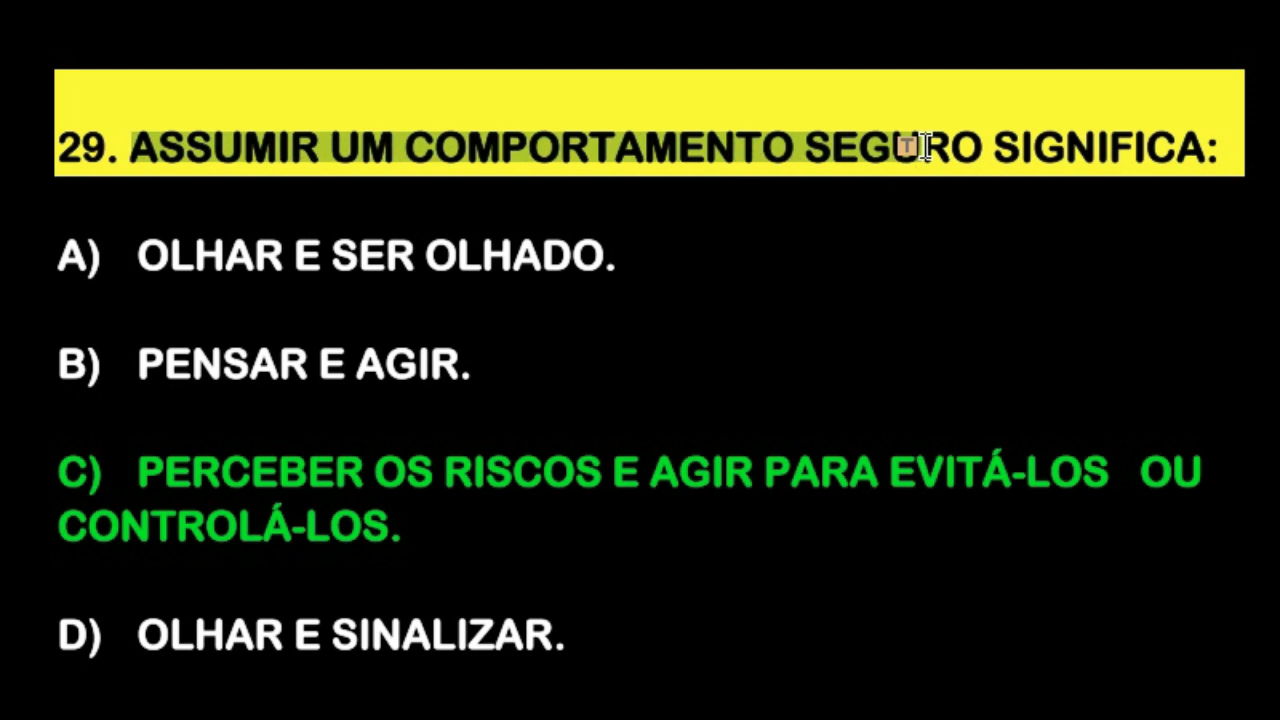 29. ASSUMIR UM COMPORTAMENTO SEGURO SIGNIFICA:
A) OLHAR E SER OLHADO.
B) PENSAR E AGIR.
C) PERCEBER OS RISCOS E AGIR PARA EVITÁ-LOS OU
CONTROLÁ-LOS.
D) OLHAR E SINALIZAR.